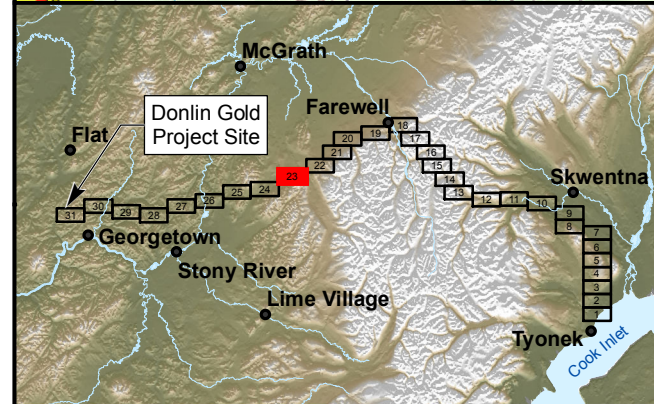 McGrath
Farewell
Donlin Gold
Project Site
Flat
18
19
20
17
21
16
22
15
23
14
24
13
25
12
11
10
26
27
28
29
30
31
Skwentna
9
8
7
6
5
4
3
2
1
Georgetown
Stony River
Lime Village
Tyonek
Cook Inlet